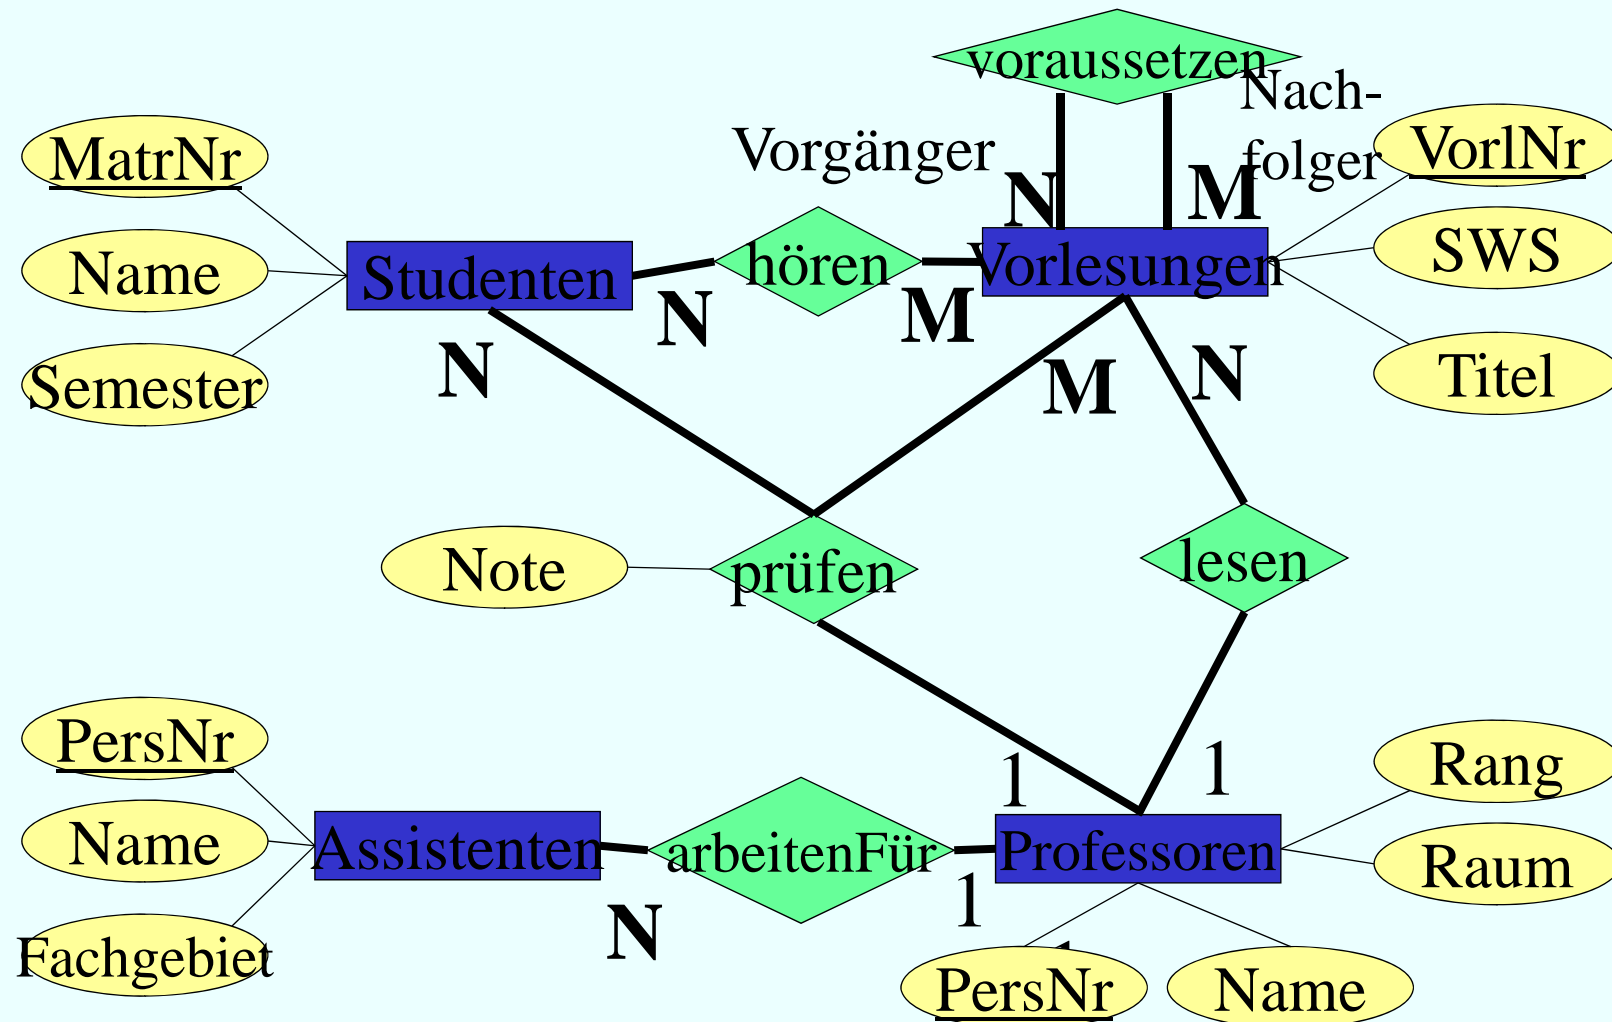 voraussetzen
Nach-
folger
Vorgänger
N
M
MatrNr
Name
Semester
Studenten
N
hören
M
Vorlesungen
VorlNr
SWS
Titel
N
M
N
Note
prüfen
lesen
1
1
PersNr
Name
Fachgebiet
Assistenten
N
arbeitenFür
1
Professoren
Rang
Raum
PersNr
Name